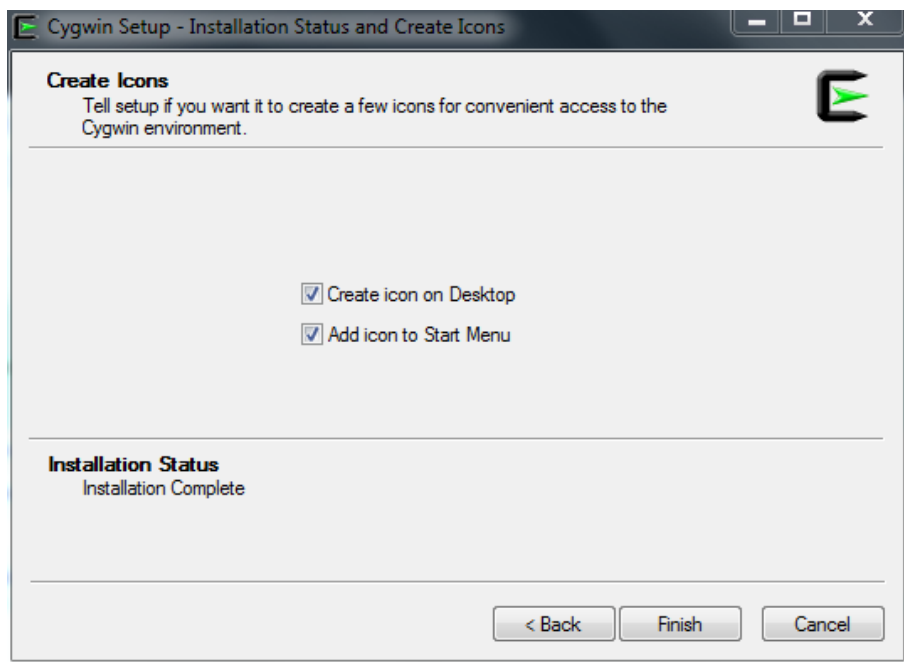 Cygwin Setup - Installation Status and Create Icons
Create Icons
Tell setup if you want it to create a few icons for convenient access to the
Cygwin environment.
Create icon on Desktop
Add icon to Start Menu
Installation Status
Installation Complete
< Back Finish Cancel